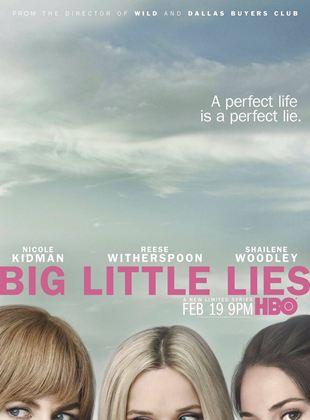 FROM THE DIRECTOR OF WILD AND DALLAS BUYERS CLUB
A perfect life
is a perfect lie.
NICOLE KIDMAN
REESE WITHERSPOON
SHAILENE WOODLEY
BIG LITTLE LIES
A NEW LIMITED SERIES
FEB 19 9PM HBO